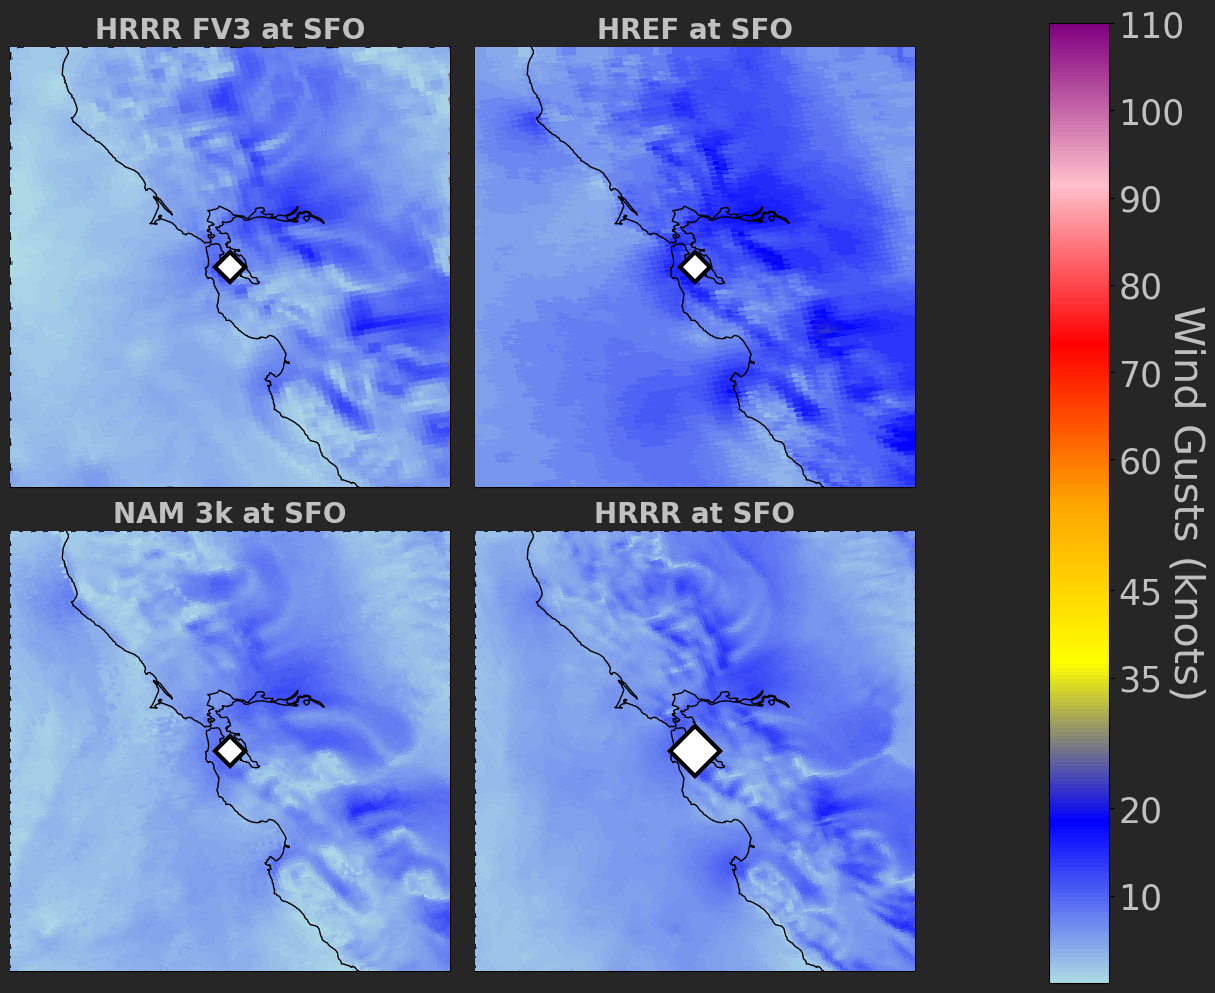 HRRR FV3 at SFO
HREF at SFO
NAM 3k at SFO
HRRR at SFO
110
100
90
80
70
60
45
35
20
10
Wind Gusts (knots)